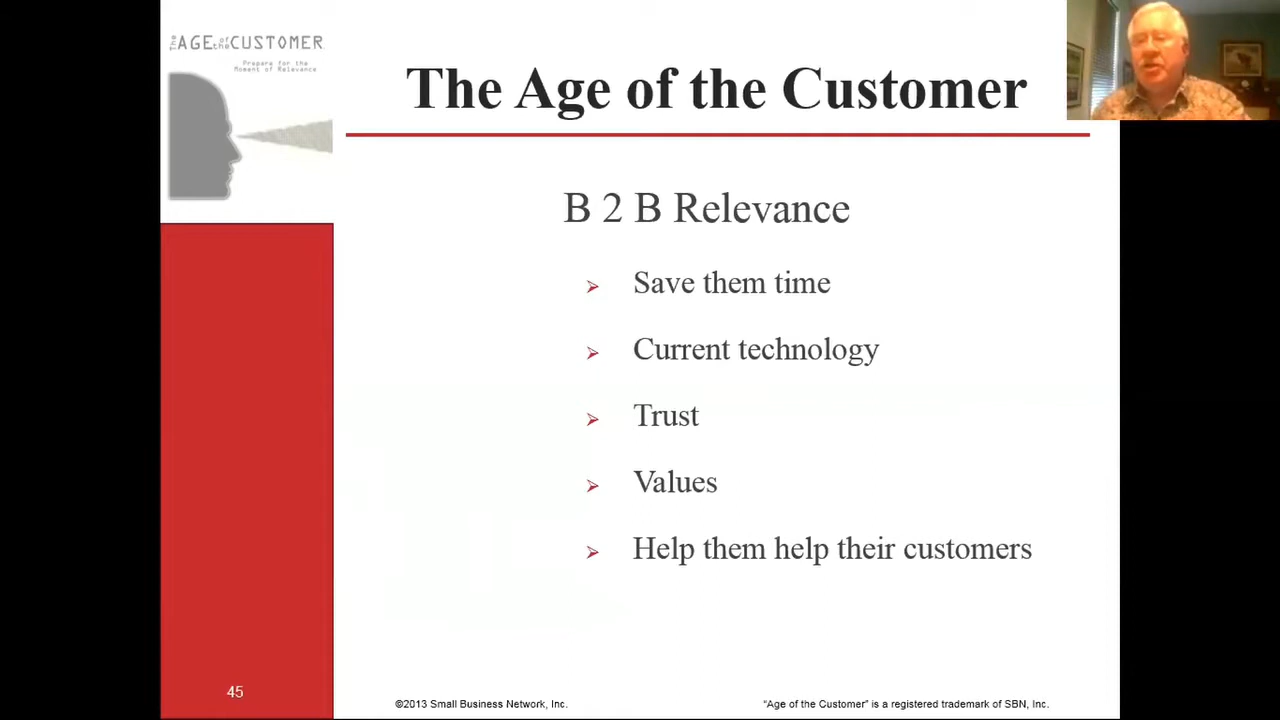 The AGE of the CUSTOMER
Prepare for the
Moment of Relevance
The Age of the Customer
B 2 B Relevance
Save them time
Current technology
Trust
Values
Help them help their customers
45
©2013 Small Business Network, Inc.
“Age of the Customer” is a registered trademark of SBN, Inc.